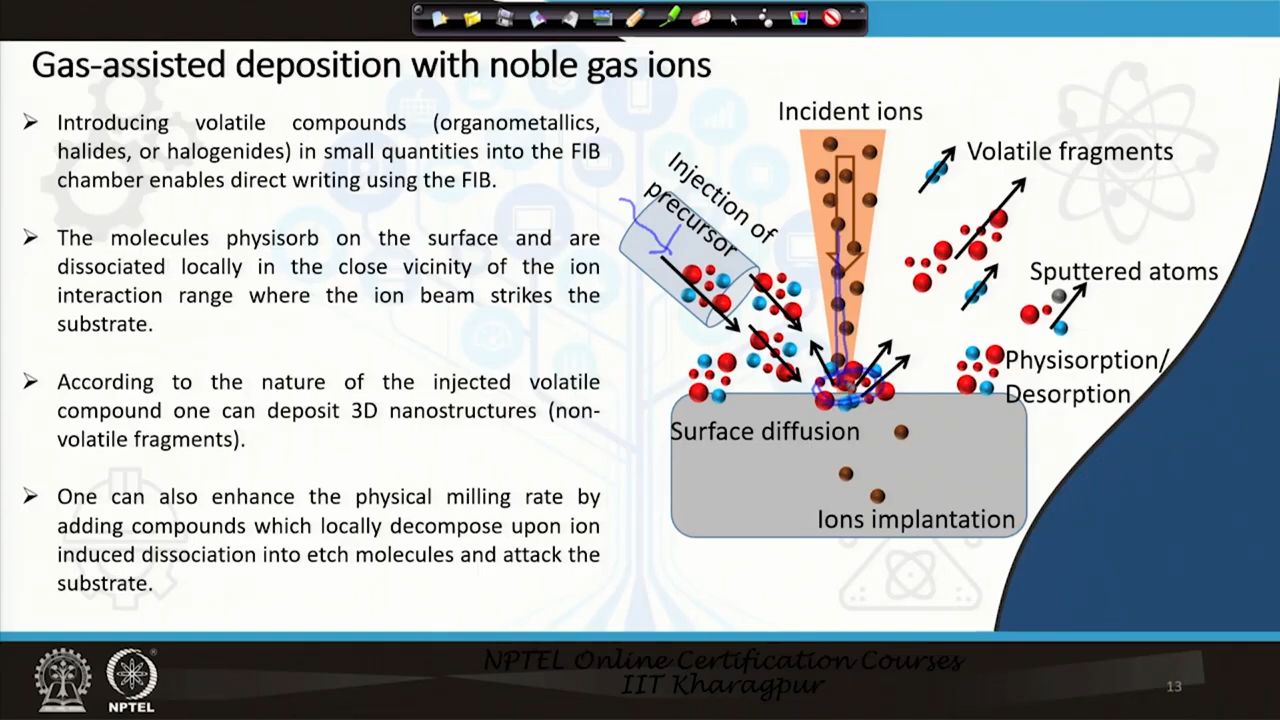 Gas-assisted deposition with noble gas ions
Introducing volatile compounds (organometallics,
halides, or halogenides) in small quantities into the FIB
chamber enables direct writing using the FIB.
The molecules physisorb on the surface and are
dissociated locally in the close vicinity of the ion
interaction range where the ion beam strikes the
substrate.
According to the nature of the injected volatile
compound one can deposit 3D nanostructures (non-
volatile fragments).
One can also enhance the physical milling rate by
adding compounds which locally decompose upon ion
induced dissociation into etch molecules and attack the
substrate.
Incident ions
Injection of
precursor
Volatile fragments
Sputtered atoms
Physisorption/
Desorption
Surface diffusion
Ions implantation
NPTEL
NPTEL Online Certification Courses
IIT Kharagpur
13